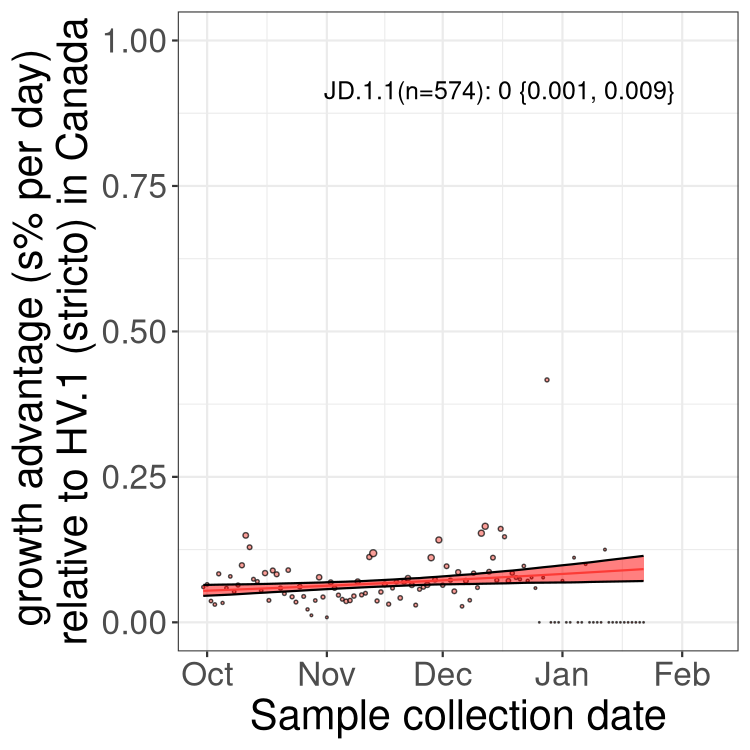 growth advantage (s% per day)
relative to HV.1 (stricto) in Canada
1.00
0.75
0.50
0.25
0.00
JD.1.1(n=574): 0 {0.001, 0.009}
Oct Nov Dec Jan Feb
Sample collection date